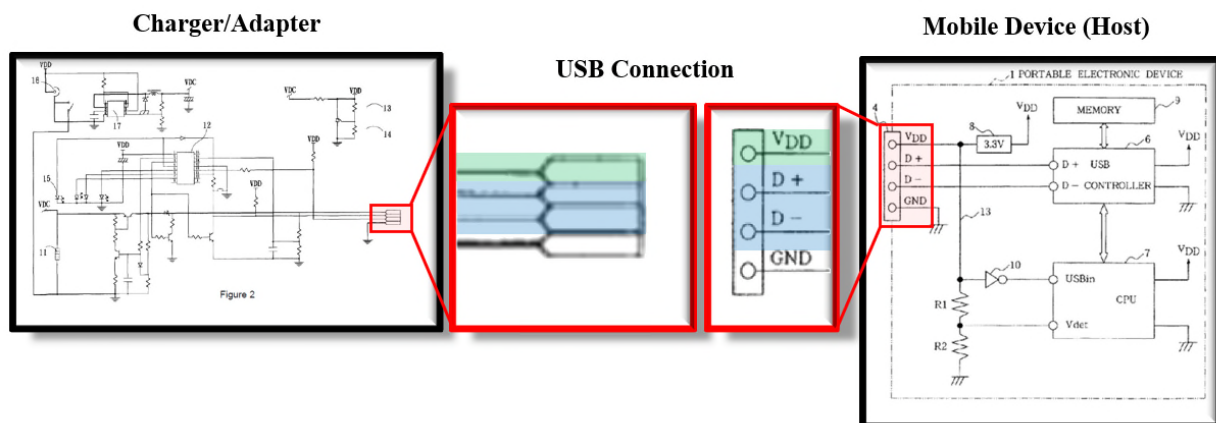 Charger/Adapter
USB Connection
Mobile Device (Host)
VDD
16
VDC
17
12
VDC
VDD
13
14
15
VDD
VDD
VDC
11
Figure 2
VDD
D +
D −
GND
1 PORTABLE ELECTRONIC DEVICE
4
VDD
8
3.3V
VDD
MEMORY
9
6
VDD
D +
D −
GND
D + USB
D − CONTROLLER
13
10
7
VDD
USBin
CPU
R1
Vdet
R2